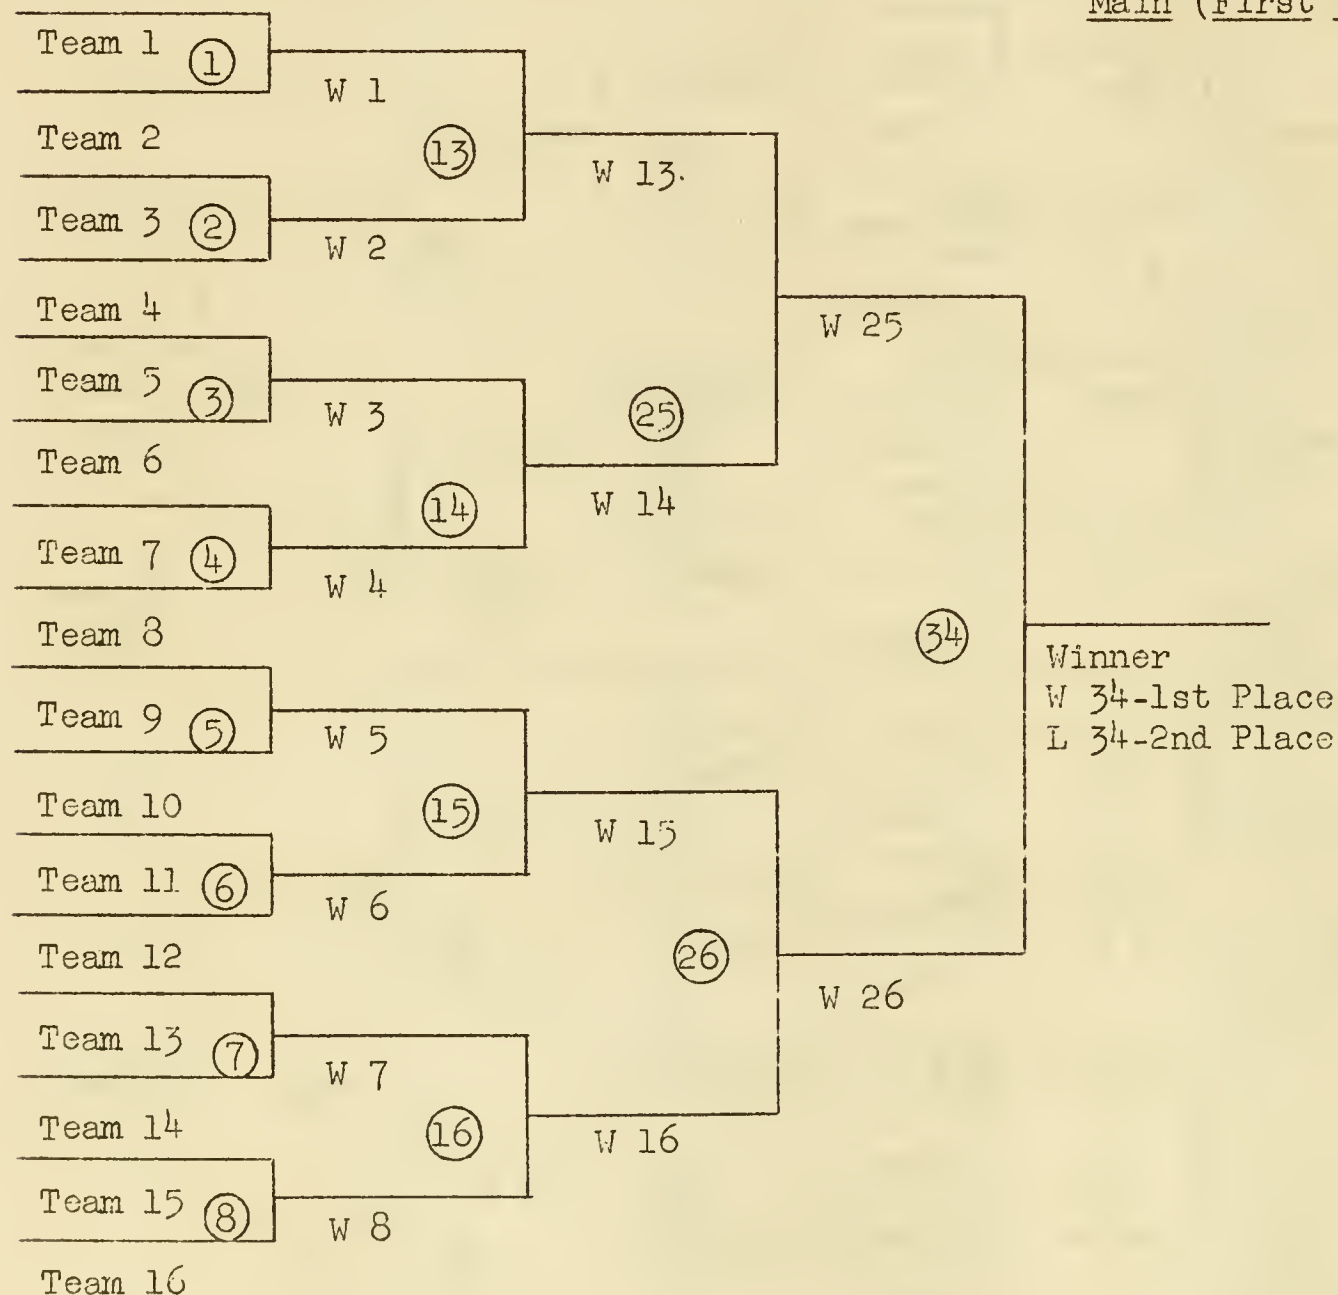 Main (First
Team 1 ①
W 1
Team 2
⑬
W 13.
Team 3 ②
W 2
Team 4
W 25
Team 5 ③
W 3
㉕
Team 6
⑭
W 14
Team 7 ④
W 4
Team 8
㉞
Winner
W 34-1st Place
L 34-2nd Place
Team 9 ⑤
W 5
Team 10
⑮
W 15
Team 11 ⑥
W 6
Team 12
㉖
W 26
Team 13 ⑦
W 7
Team 14
⑯
W 16
Team 15 ⑧
W 8
Team 16